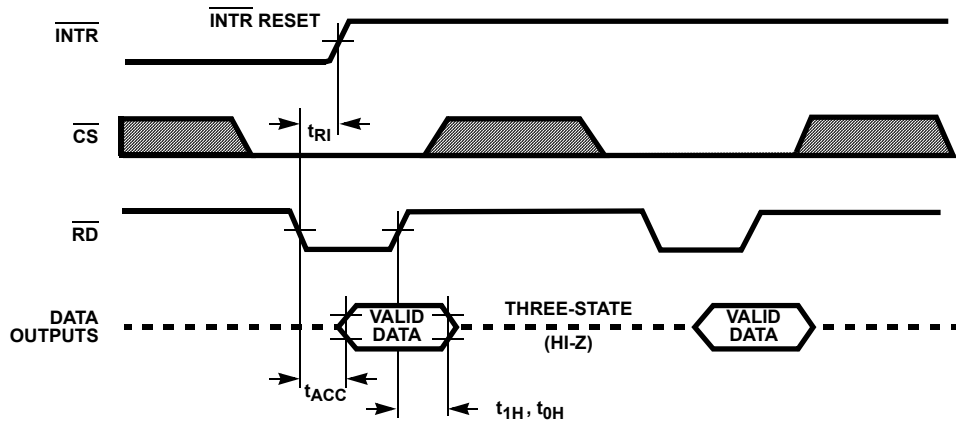 INTR
INTR RESET
CS
tRI
RD
DATA
OUTPUTS
VALID
DATA
THREE-STATE
(HI-Z)
VALID
DATA
tACC
t1H, t0H